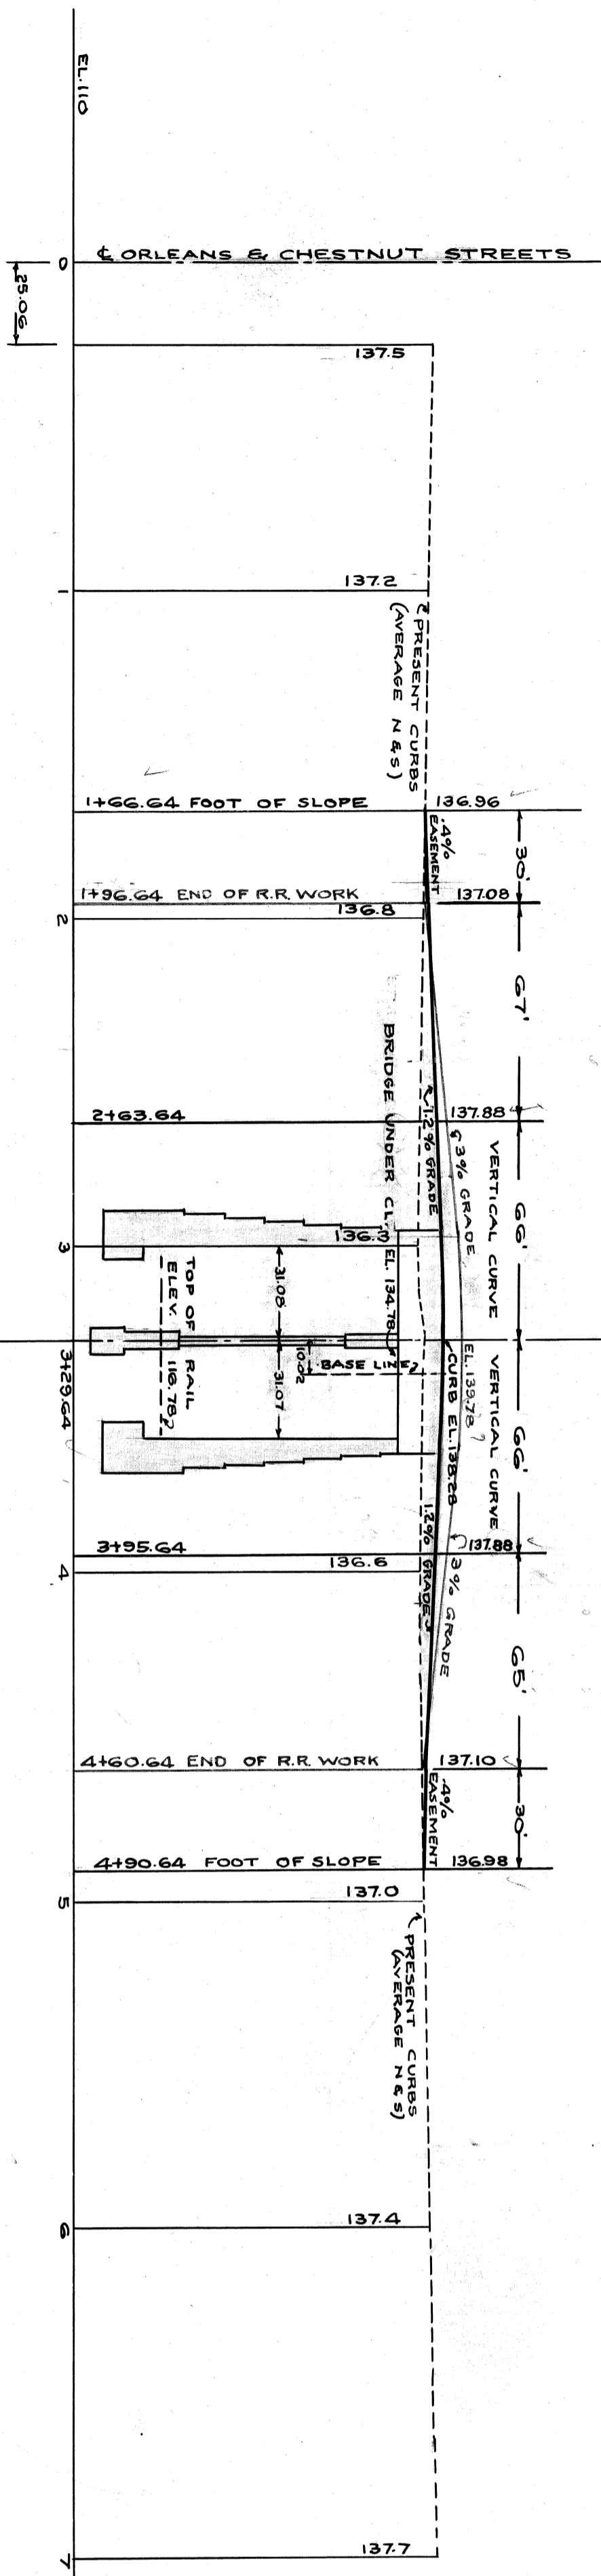 EL. 110
0
℄ ORLEANS & CHESTNUT STREETS
25.06
137.5
1
137.2
PRESENT CURBS
(AVERAGE N & S)
1+66.64 FOOT OF SLOPE
136.96
.4%
EASEMENT
30'
1+96.64 END OF R.R. WORK
137.08
2
136.8
67'
BRIDGE UNDER CL.
EL. 134.78
1.2% GRADE
2+63.64
137.88
3% GRADE
VERTICAL CURVE
66'
3
136.3
TOP OF RAIL
ELEV. 116.78
31.08
3+29.64
10.02
BASE LINE
31.07
EL. 139.78
CURB EL. 138.28
VERTICAL CURVE
66'
3+95.64
137.88
4
136.6
1.2% GRADE
3% GRADE
65'
4+60.64 END OF R.R. WORK
137.10
.4%
EASEMENT
30'
4+90.64 FOOT OF SLOPE
136.98
5
137.0
PRESENT CURBS
(AVERAGE N & S)
6
137.4
7
137.7